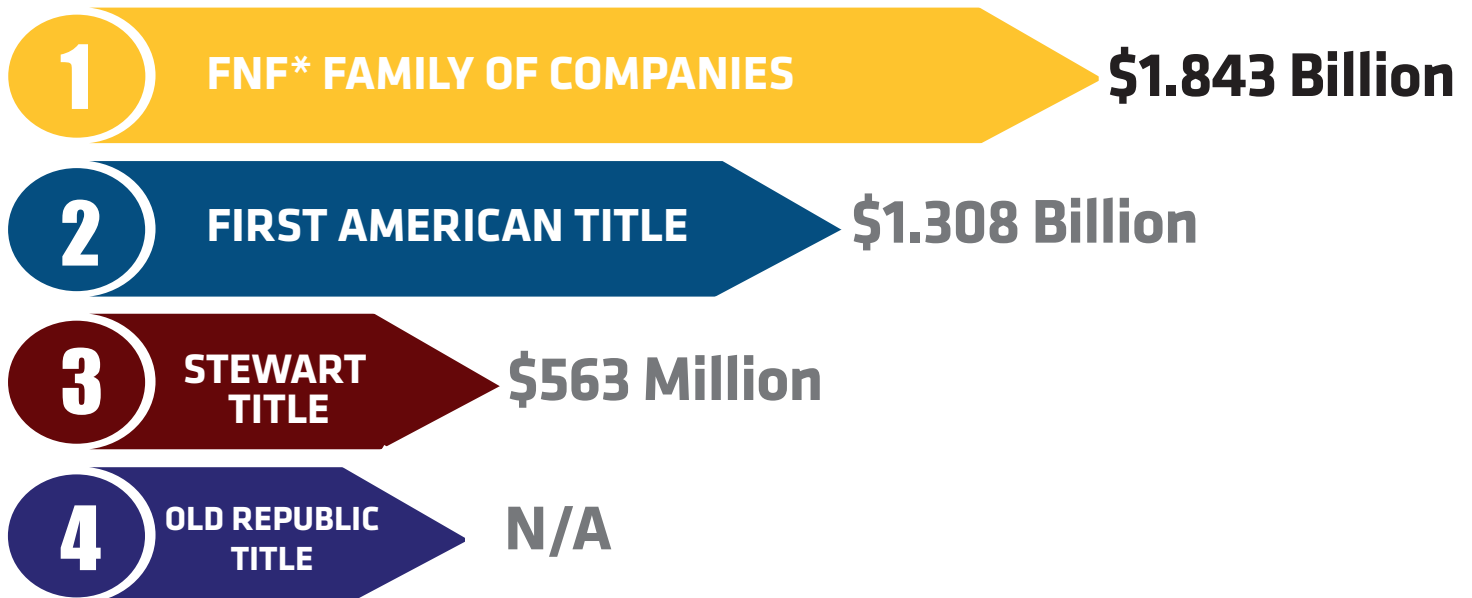 1
FNF* FAMILY OF COMPANIES
$1.843 Billion
2
FIRST AMERICAN TITLE
$1.308 Billion
3
STEWART
TITLE
$563 Million
4
OLD REPUBLIC
TITLE
N/A